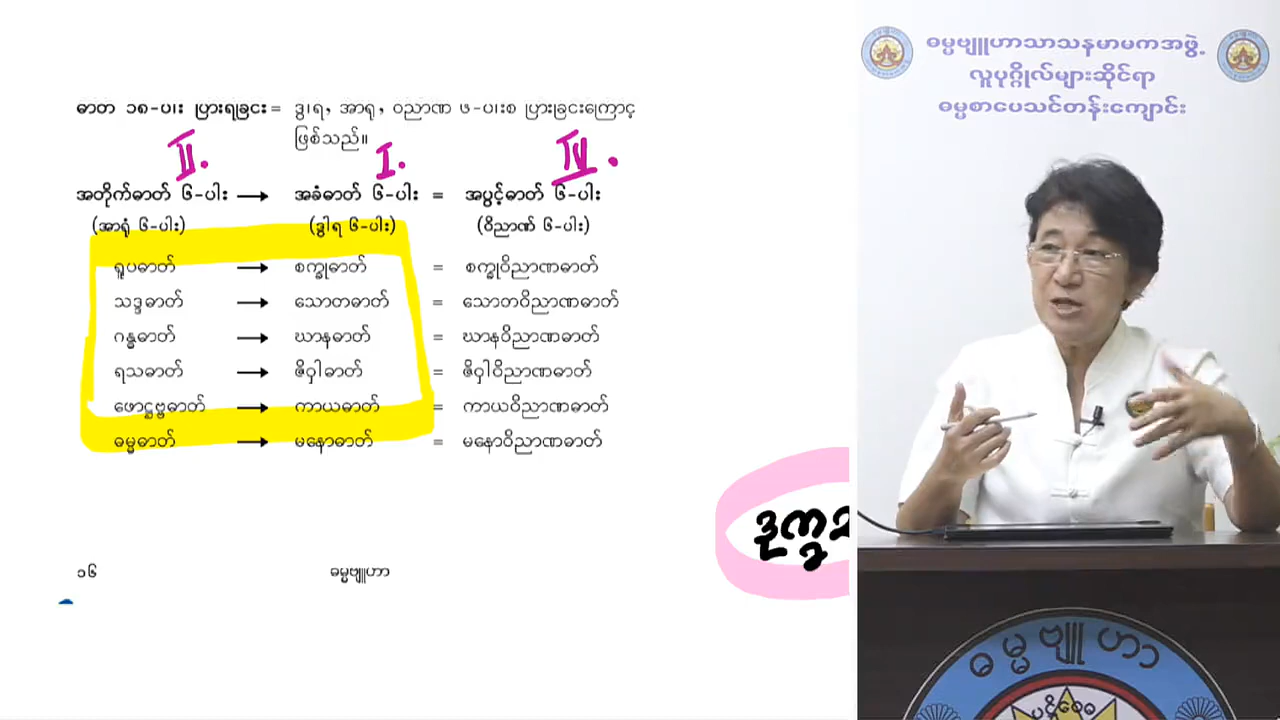 ဓာတ် ၁၈-ပါး ပြားရခြင်း = ဒွါရ, အာရုံ, ဝိညာဏ် ၆-ပါးစီ ပြားခြင်းကြောင့်
ဖြစ်သည်။
II. I. IV.
အတိုက်ဓာတ် ၆-ပါး → အခံဓာတ် ၆-ပါး = အပွင့်ဓာတ် ၆-ပါး
(အာရုံ ၆-ပါး) (ဒွါရ ၆-ပါး) (ဝိညာဏ် ၆-ပါး)
ရူပဓာတ် → စက္ခုဓာတ် = စက္ခုဝိညာဏဓာတ်
သဒ္ဒဓာတ် → သောတဓာတ် = သောတဝိညာဏဓာတ်
ဂန္ဓဓာတ် → ဃာနဓာတ် = ဃာနဝိညာဏဓာတ်
ရသဓာတ် → ဇိဝှါဓာတ် = ဇိဝှါဝိညာဏဓာတ်
ဖောဋ္ဌဗ္ဗဓာတ် → ကာယဓာတ် = ကာယဝိညာဏဓာတ်
ဓမ္မဓာတ် → မနောဓာတ် = မနောဝိညာဏဓာတ်
ဒုက္ခ
၁၆ ဓမ္မဗျူဟာ
ဓမ္မဗျူဟာသာသနာမာမကအဖွဲ့
လူပုဂ္ဂိုလ်များဆိုင်ရာ
ဓမ္မစာပေသင်တန်းကျောင်း
ဓမ္မဗျူဟာ